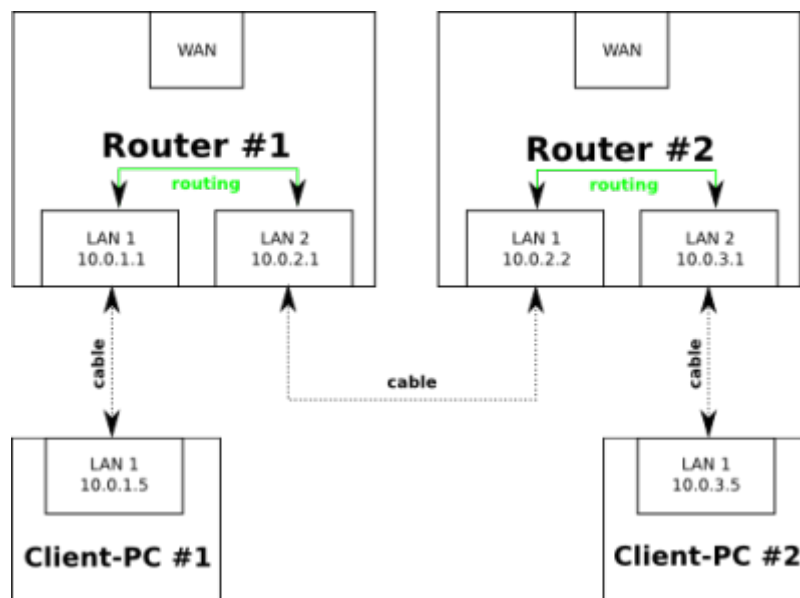 WAN
Router #1
routing
LAN 1
10.0.1.1
LAN 2
10.0.2.1
WAN
Router #2
routing
LAN 1
10.0.2.2
LAN 2
10.0.3.1
cable
cable
cable
LAN 1
10.0.1.5
Client-PC #1
LAN 1
10.0.3.5
Client-PC #2